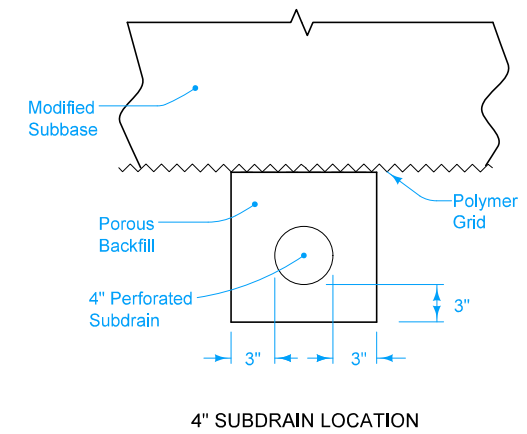 Modified
Subbase
Polymer
Grid
Porous
Backfill
4" Perforated
Subdrain
3"
3"
3"
4" SUBDRAIN LOCATION